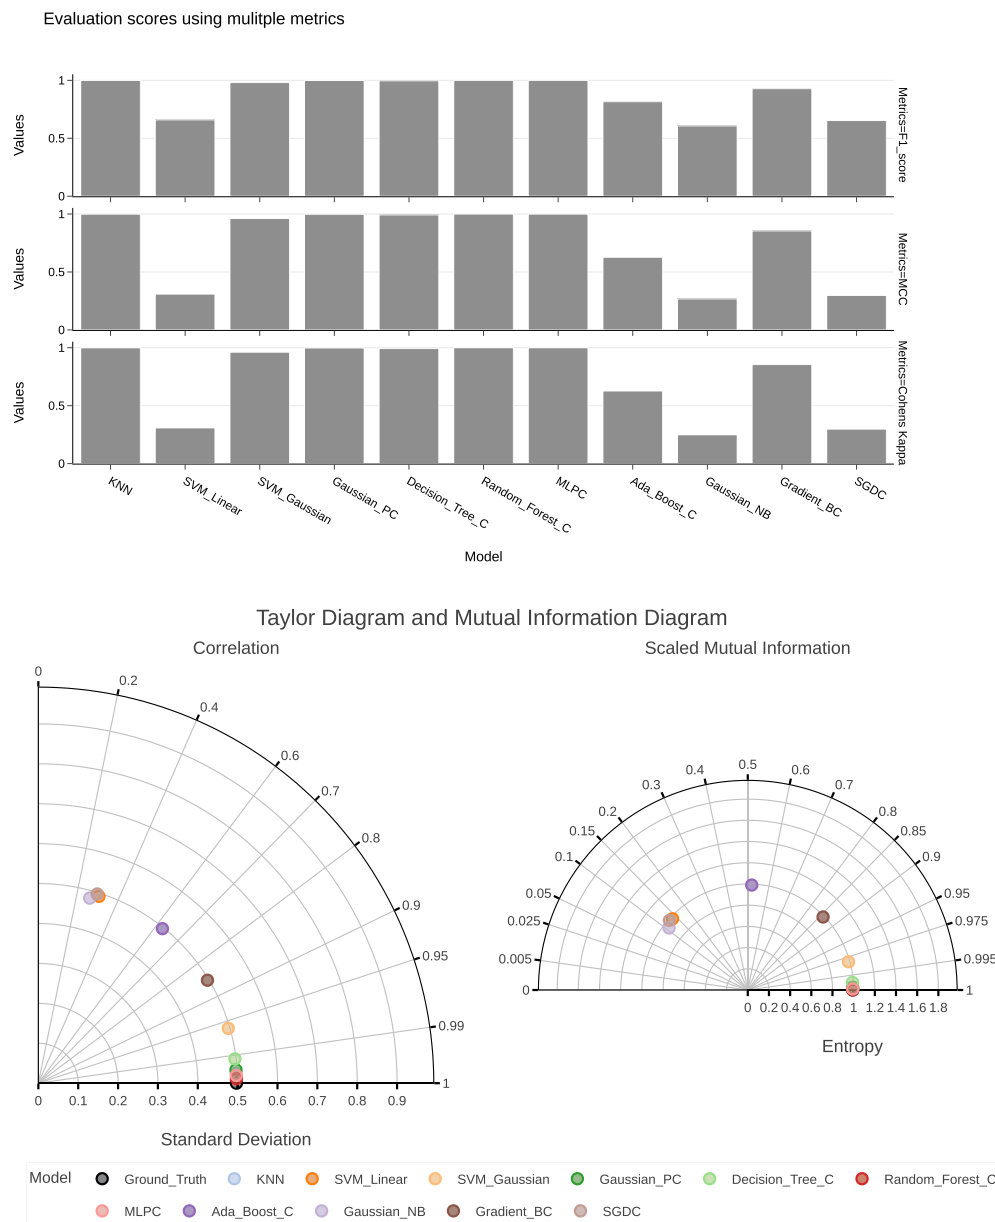 Evaluation scores using mulitple metrics
1
0.5
0
Values
Metrics=F1_score
1
0.5
0
Values
Metrics=MCC
1
0.5
0
Values
Metrics=Cohens Kappa
KNN
SVM_Linear
SVM_Gaussian
Gaussian_PC
Decision_Tree_C
Random_Forest_C
MLPC
Ada_Boost_C
Gaussian_NB
Gradient_BC
SGDC
Model
Taylor Diagram and Mutual Information Diagram
Correlation
0
0.2
0.4
0.6
0.7
0.8
0.9
0.95
0.99
1
0 0.1 0.2 0.3 0.4 0.5 0.6 0.7 0.8 0.9
Standard Deviation
Scaled Mutual Information
0
0.005
0.025
0.05
0.1
0.15
0.2
0.3
0.4
0.5
0.6
0.7
0.8
0.85
0.9
0.95
0.975
0.995
1
0 0.2 0.4 0.6 0.8 1 1.2 1.4 1.6 1.8
Entropy
Model Ground_Truth KNN SVM_Linear SVM_Gaussian Gaussian_PC Decision_Tree_C Random_Forest_C
MLPC Ada_Boost_C Gaussian_NB Gradient_BC SGDC